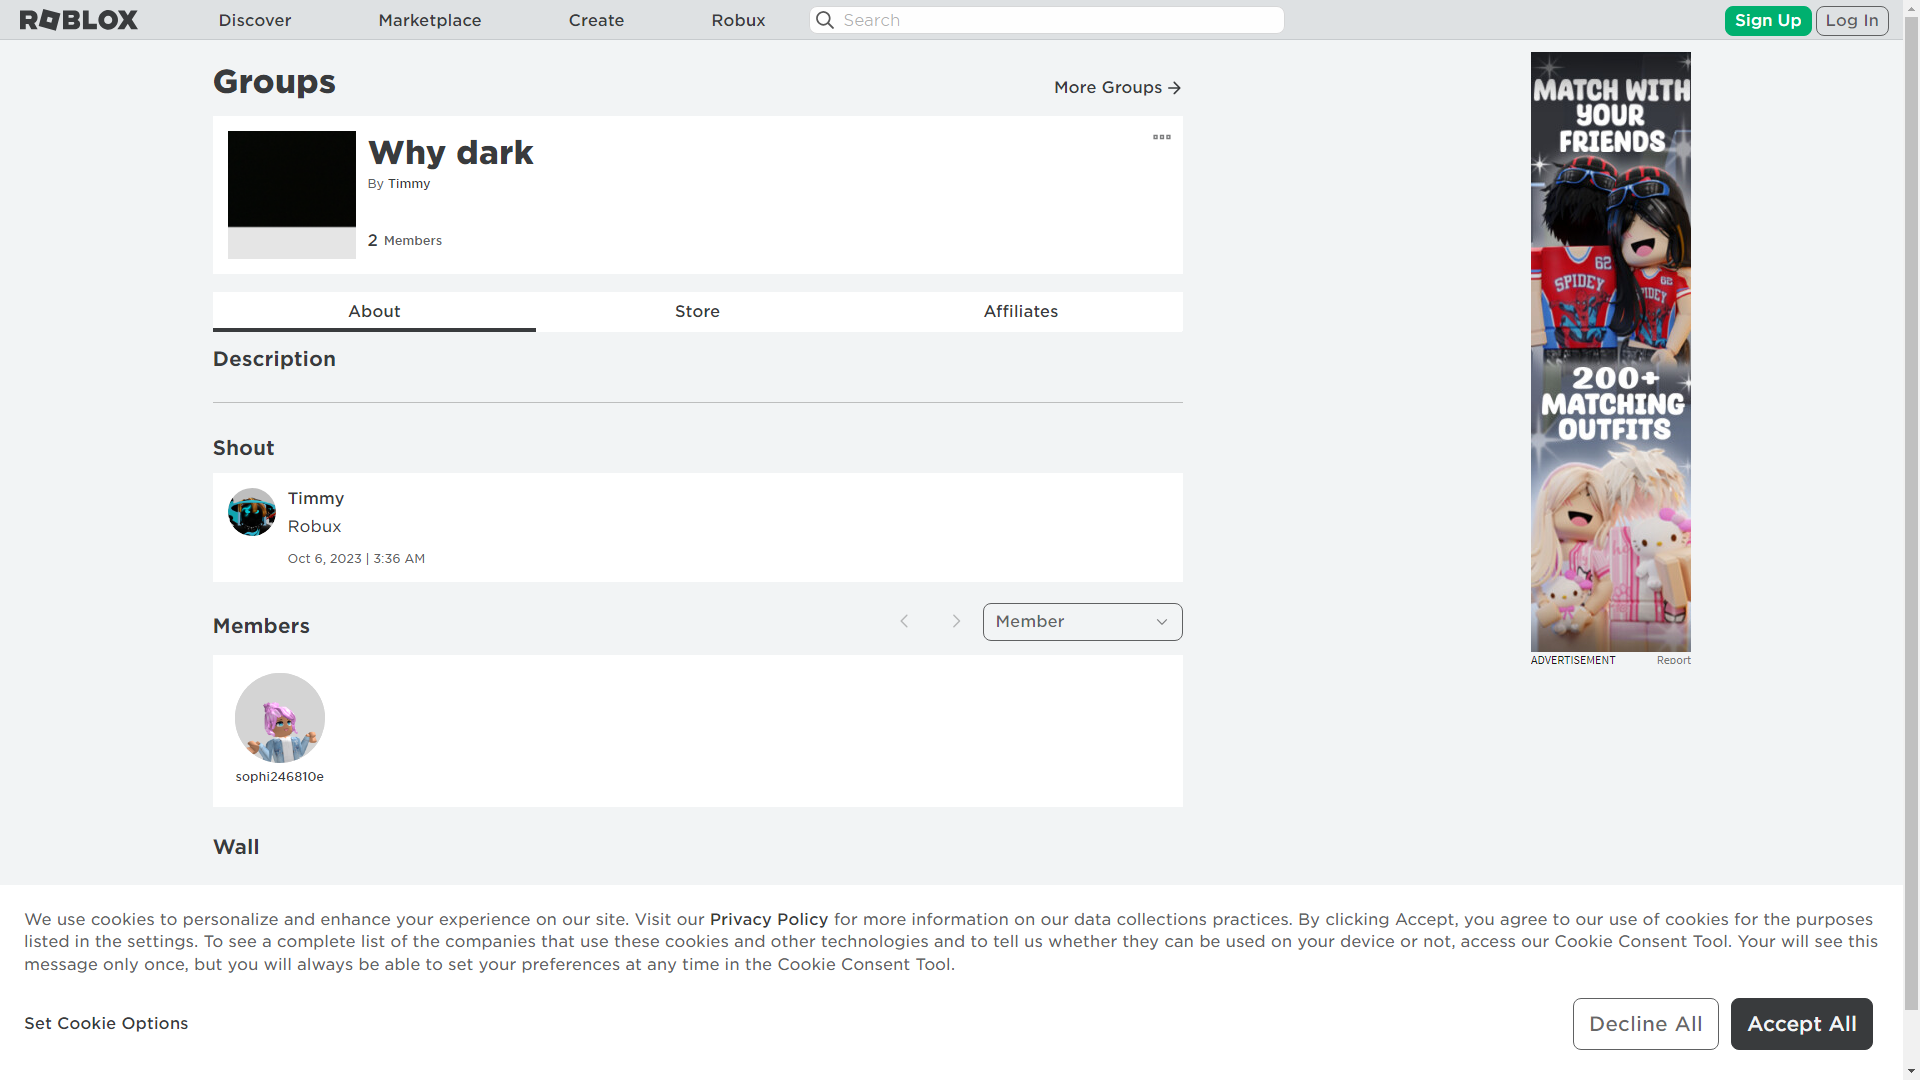 ROBLOX
Discover
Marketplace
Create
Robux
Search
Sign Up
Log In
Groups
More Groups
Why dark
By Timmy
2 Members
About
Store
Affiliates
Description
Shout
Timmy
Robux
Oct 6, 2023 | 3:36 AM
Members
Member
sophi246810e
Wall
MATCH WITH
YOUR
FRIENDS
62
SPIDEY
62
200+
MATCHING
OUTFITS
ADVERTISEMENT
Report
We use cookies to personalize and enhance your experience on our site. Visit our Privacy Policy for more information on our data collections practices. By clicking Accept, you agree to our use of cookies for the purposes
listed in the settings. To see a complete list of the companies that use these cookies and other technologies and to tell us whether they can be used on your device or not, access our Cookie Consent Tool. Your will see this
message only once, but you will always be able to set your preferences at any time in the Cookie Consent Tool.
Set Cookie Options
Decline All
Accept All